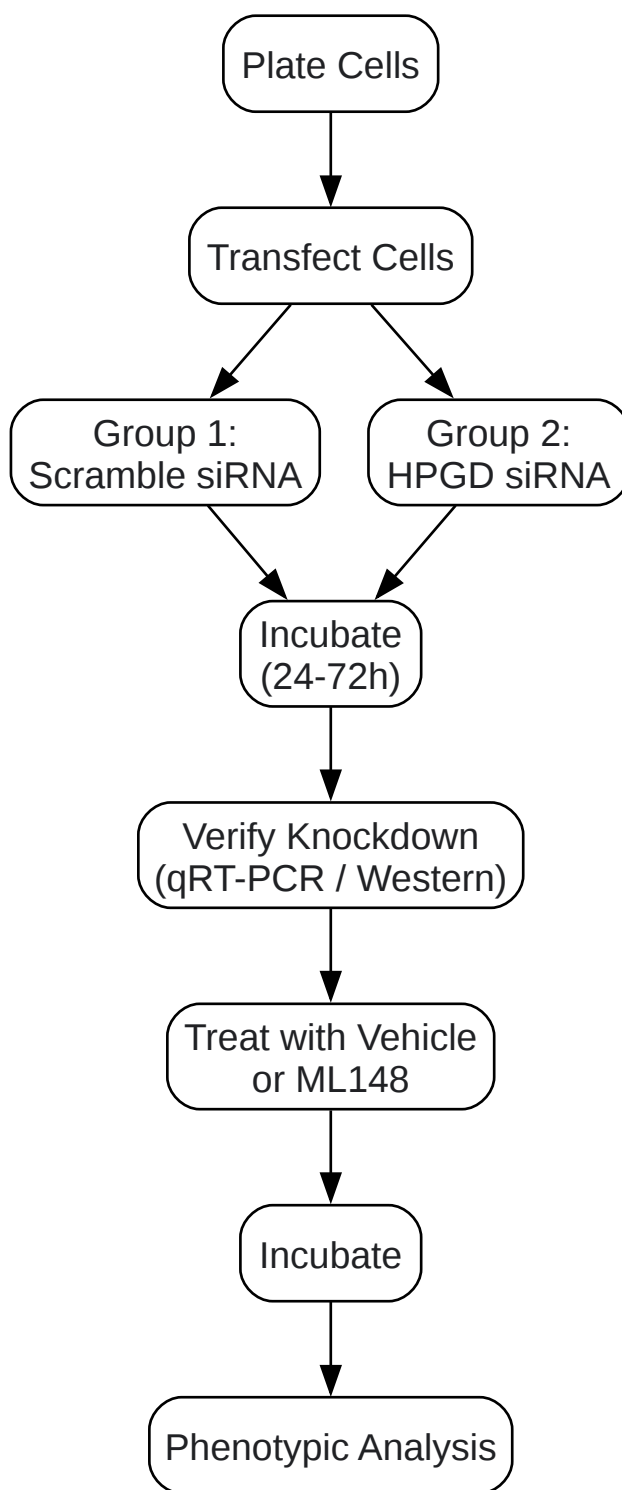 Plate Cells
Transfect Cells
Group 1:
Scramble siRNA
Group 2:
HPGD siRNA
Incubate
(24-72h)
Verify Knockdown
(qRT-PCR / Western)
Treat with Vehicle
or ML148
Incubate
Phenotypic Analysis